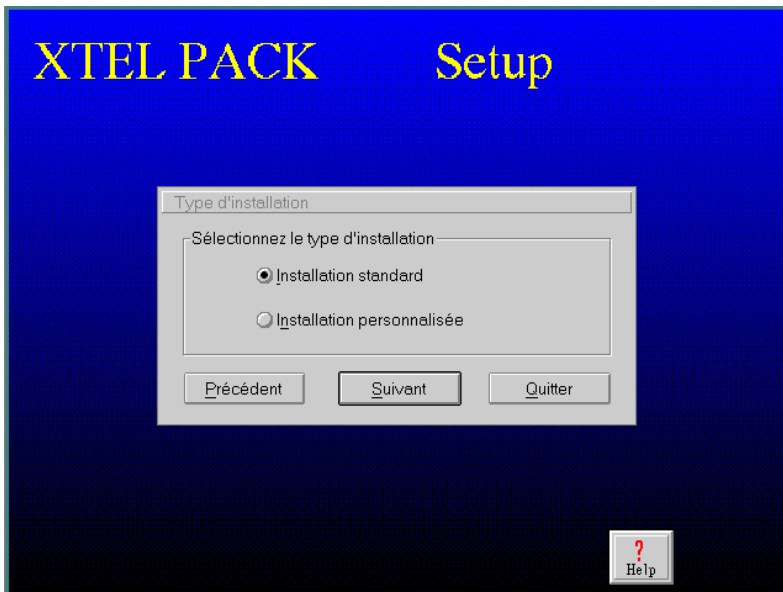 XTEL PACK Setup
Type d'installation
Sélectionnez le type d'installation
Installation standard
Installation personnalisée
Précédent Suivant Quitter
?
Help